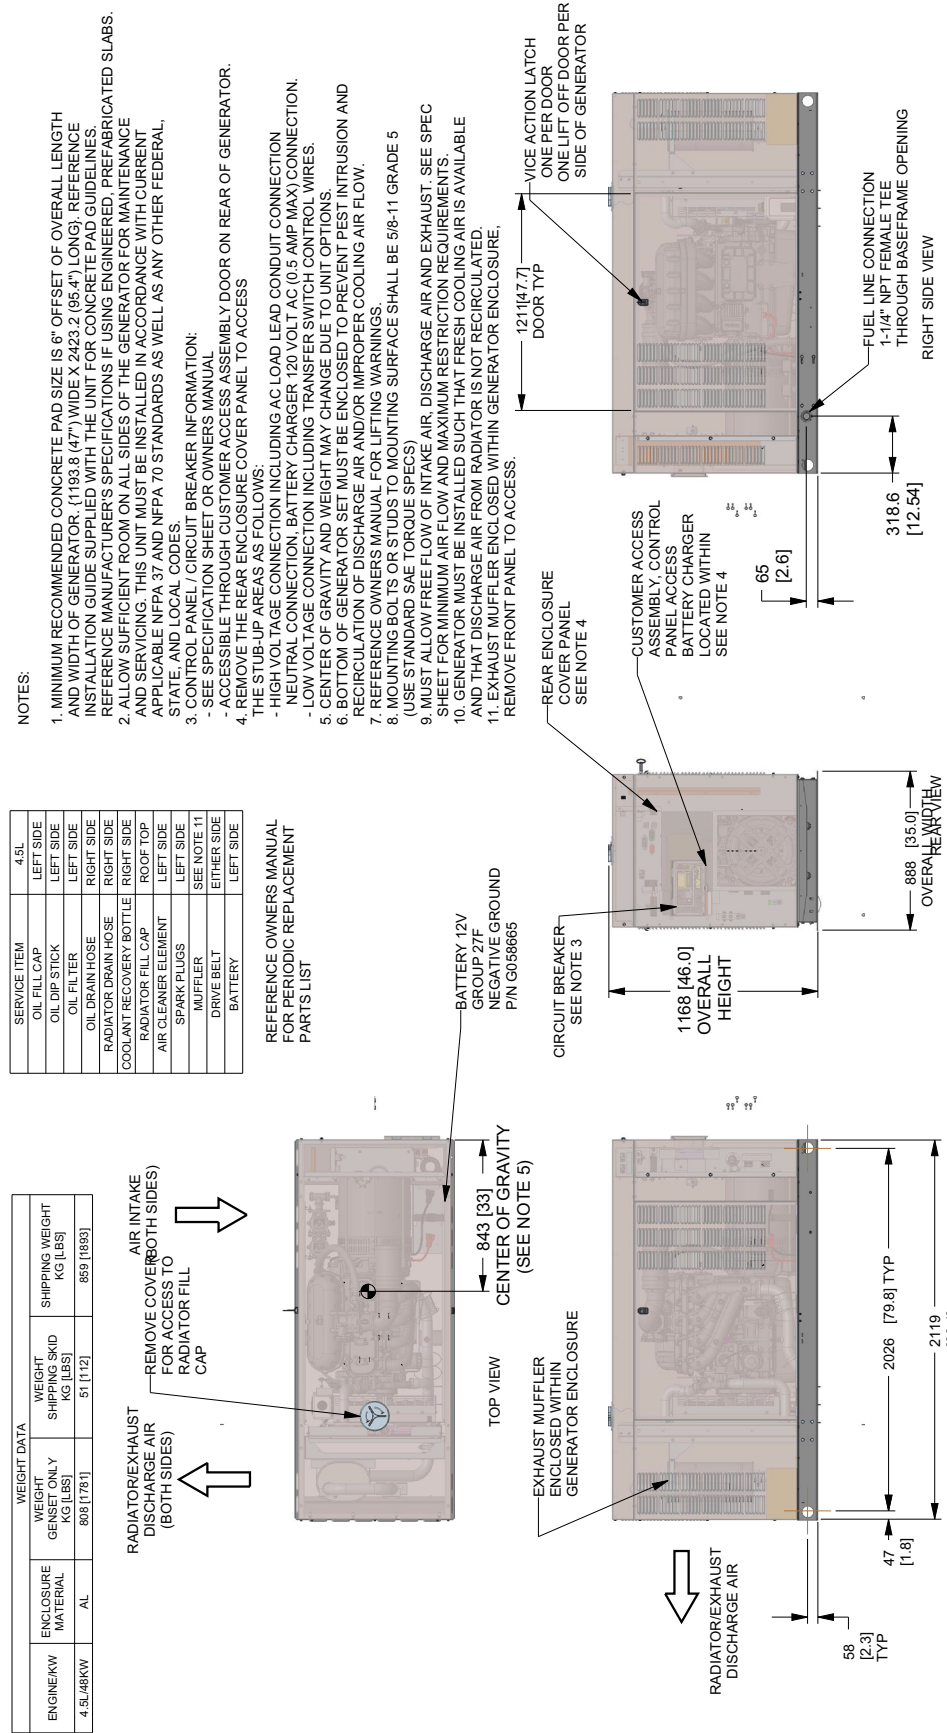 WEIGHT DATA
ENGINE/KW
ENCLOSURE
MATERIAL
WEIGHT
GENSET ONLY
KG [LBS]
WEIGHT
SHIPPING SKID
KG [LBS]
SHIPPING WEIGHT
KG [LBS]
4.5L/48KW
AL
808 [1781]
51 [112]
859 [1893]
SERVICE ITEM
4.5L
OIL FILL CAP
LEFT SIDE
OIL DIP STICK
LEFT SIDE
OIL FILTER
LEFT SIDE
OIL DRAIN HOSE
RIGHT SIDE
RADIATOR DRAIN HOSE
RIGHT SIDE
COOLANT RECOVERY BOTTLE
RIGHT SIDE
RADIATOR FILL CAP
ROOF TOP
AIR CLEANER ELEMENT
LEFT SIDE
SPARK PLUGS
LEFT SIDE
MUFFLER
SEE NOTE 11
DRIVE BELT
EITHER SIDE
BATTERY
LEFT SIDE
REFERENCE OWNERS MANUAL
FOR PERIODIC REPLACEMENT
PARTS LIST
NOTES:
1. MINIMUM RECOMMENDED CONCRETE PAD SIZE IS 6" OFFSET OF OVERALL LENGTH
AND WIDTH OF GENERATOR. {1193.8 (47") WIDE X 2423.2 (95.4") LONG}. REFERENCE
INSTALLATION GUIDE SUPPLIED WITH THE UNIT FOR CONCRETE PAD GUIDELINES.
REFERENCE MANUFACTURER'S SPECIFICATIONS IF USING ENGINEERED, PREFABRICATED SLABS.
2. ALLOW SUFFICIENT ROOM ON ALL SIDES OF THE GENERATOR FOR MAINTENANCE
AND SERVICING. THIS UNIT MUST BE INSTALLED IN ACCORDANCE WITH CURRENT
APPLICABLE NFPA 37 AND NFPA 70 STANDARDS AS WELL AS ANY OTHER FEDERAL,
STATE, AND LOCAL CODES.
3. CONTROL PANEL / CIRCUIT BREAKER INFORMATION:
- SEE SPECIFICATION SHEET OR OWNERS MANUAL
- ACCESSIBLE THROUGH CUSTOMER ACCESS ASSEMBLY DOOR ON REAR OF GENERATOR.
4. REMOVE THE REAR ENCLOSURE COVER PANEL TO ACCESS
THE STUB-UP AREAS AS FOLLOWS:
- HIGH VOLTAGE CONNECTION INCLUDING AC LOAD LEAD CONDUIT CONNECTION
NEUTRAL CONNECTION, BATTERY CHARGER 120 VOLT AC (0.5 AMP MAX) CONNECTION.
- LOW VOLTAGE CONNECTION INCLUDING TRANSFER SWITCH CONTROL WIRES.
5. CENTER OF GRAVITY AND WEIGHT MAY CHANGE DUE TO UNIT OPTIONS.
6. BOTTOM OF GENERATOR SET MUST BE ENCLOSED TO PREVENT PEST INTRUSION AND
RECIRCULATION OF DISCHARGE AIR AND/OR IMPROPER COOLING AIR FLOW.
7. REFERENCE OWNERS MANUAL FOR LIFTING WARNINGS.
8. MOUNTING BOLTS OR STUDS TO MOUNTING SURFACE SHALL BE 5/8-11 GRADE 5
(USE STANDARD SAE TORQUE SPECS)
9. MUST ALLOW FREE FLOW OF INTAKE AIR, DISCHARGE AIR AND EXHAUST. SEE SPEC
SHEET FOR MINIMUM AIR FLOW AND MAXIMUM RESTRICTION REQUIREMENTS.
10. GENERATOR MUST BE INSTALLED SUCH THAT FRESH COOLING AIR IS AVAILABLE
AND THAT DISCHARGE AIR FROM RADIATOR IS NOT RECIRCULATED.
11. EXHAUST MUFFLER ENCLOSED WITHIN GENERATOR ENCLOSURE,
REMOVE FRONT PANEL TO ACCESS.
RADIATOR/EXHAUST
DISCHARGE AIR
(BOTH SIDES)
REMOVE COVER
FOR ACCESS TO
RADIATOR FILL
CAP
AIR INTAKE
(BOTH SIDES)
BATTERY 12V
GROUP 27F
NEGATIVE GROUND
P/N G058665
843 [33]
CENTER OF GRAVITY
(SEE NOTE 5)
TOP VIEW
EXHAUST MUFFLER
ENCLOSED WITHIN
GENERATOR ENCLOSURE
RADIATOR/EXHAUST
DISCHARGE AIR
58
[2.3]
TYP
47
[1.8]
2026 [79.8] TYP
2119
CIRCUIT BREAKER
SEE NOTE 3
REAR ENCLOSURE
COVER PANEL
SEE NOTE 4
CUSTOMER ACCESS
ASSEMBLY, CONTROL
PANEL ACCESS
BATTERY CHARGER
LOCATED WITHIN
SEE NOTE 4
1168 [46.0]
OVERALL
HEIGHT
888 [35.0]
OVERALL WIDTH
REAR VIEW
1211[47.7]
DOOR TYP
VICE ACTION LATCH
ONE PER DOOR
ONE LIFT OFF DOOR PER
SIDE OF GENERATOR
65
[2.6]
318.6
[12.54]
FUEL LINE CONNECTION
1-1/4" NPT FEMALE TEE
THROUGH BASEFRAME OPENING
RIGHT SIDE VIEW